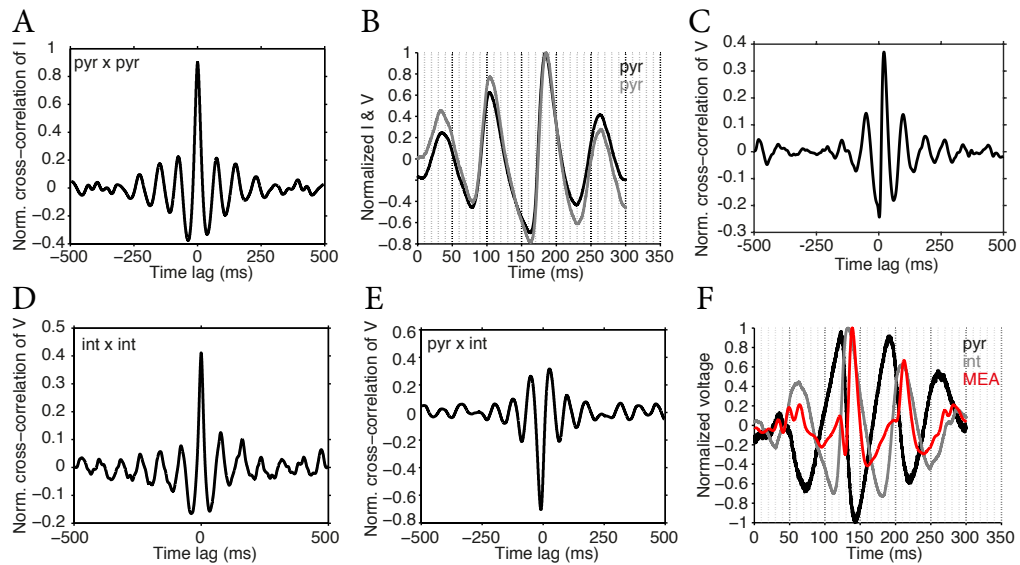 A
Norm. cross-correlation of I
pyr x pyr
1
0.8
0.6
0.4
0.2
0
−0.2
−0.4
−500 −250 0 250 500
Time lag (ms)
B
Normalized I & V
pyr
pyr
1
0.8
0.6
0.4
0.2
0
−0.2
−0.4
−0.6
−0.8
0 50 100 150 200 250 300 350
Time (ms)
C
Norm. cross-correlation of V
0.4
0.3
0.2
0.1
0
−0.1
−0.2
−0.3
-500 -250 0 250 500
Time lag (ms)
D
Norm. cross-correlation of V
int x int
0.5
0.4
0.3
0.2
0.1
0
−0.1
−0.2
−500 −250 0 250 500
Time lag (ms)
E
Norm. cross-correlation of V
pyr x int
0.6
0.4
0.2
0
−0.2
−0.4
−0.6
−0.8
−500 −250 0 250 500
Time lag (ms)
F
Normalized voltage
pyr
int
MEA
1
0.8
0.6
0.4
0.2
0
−0.2
−0.4
−0.6
−0.8
−1
0 50 100 150 200 250 300 350
Time (ms)